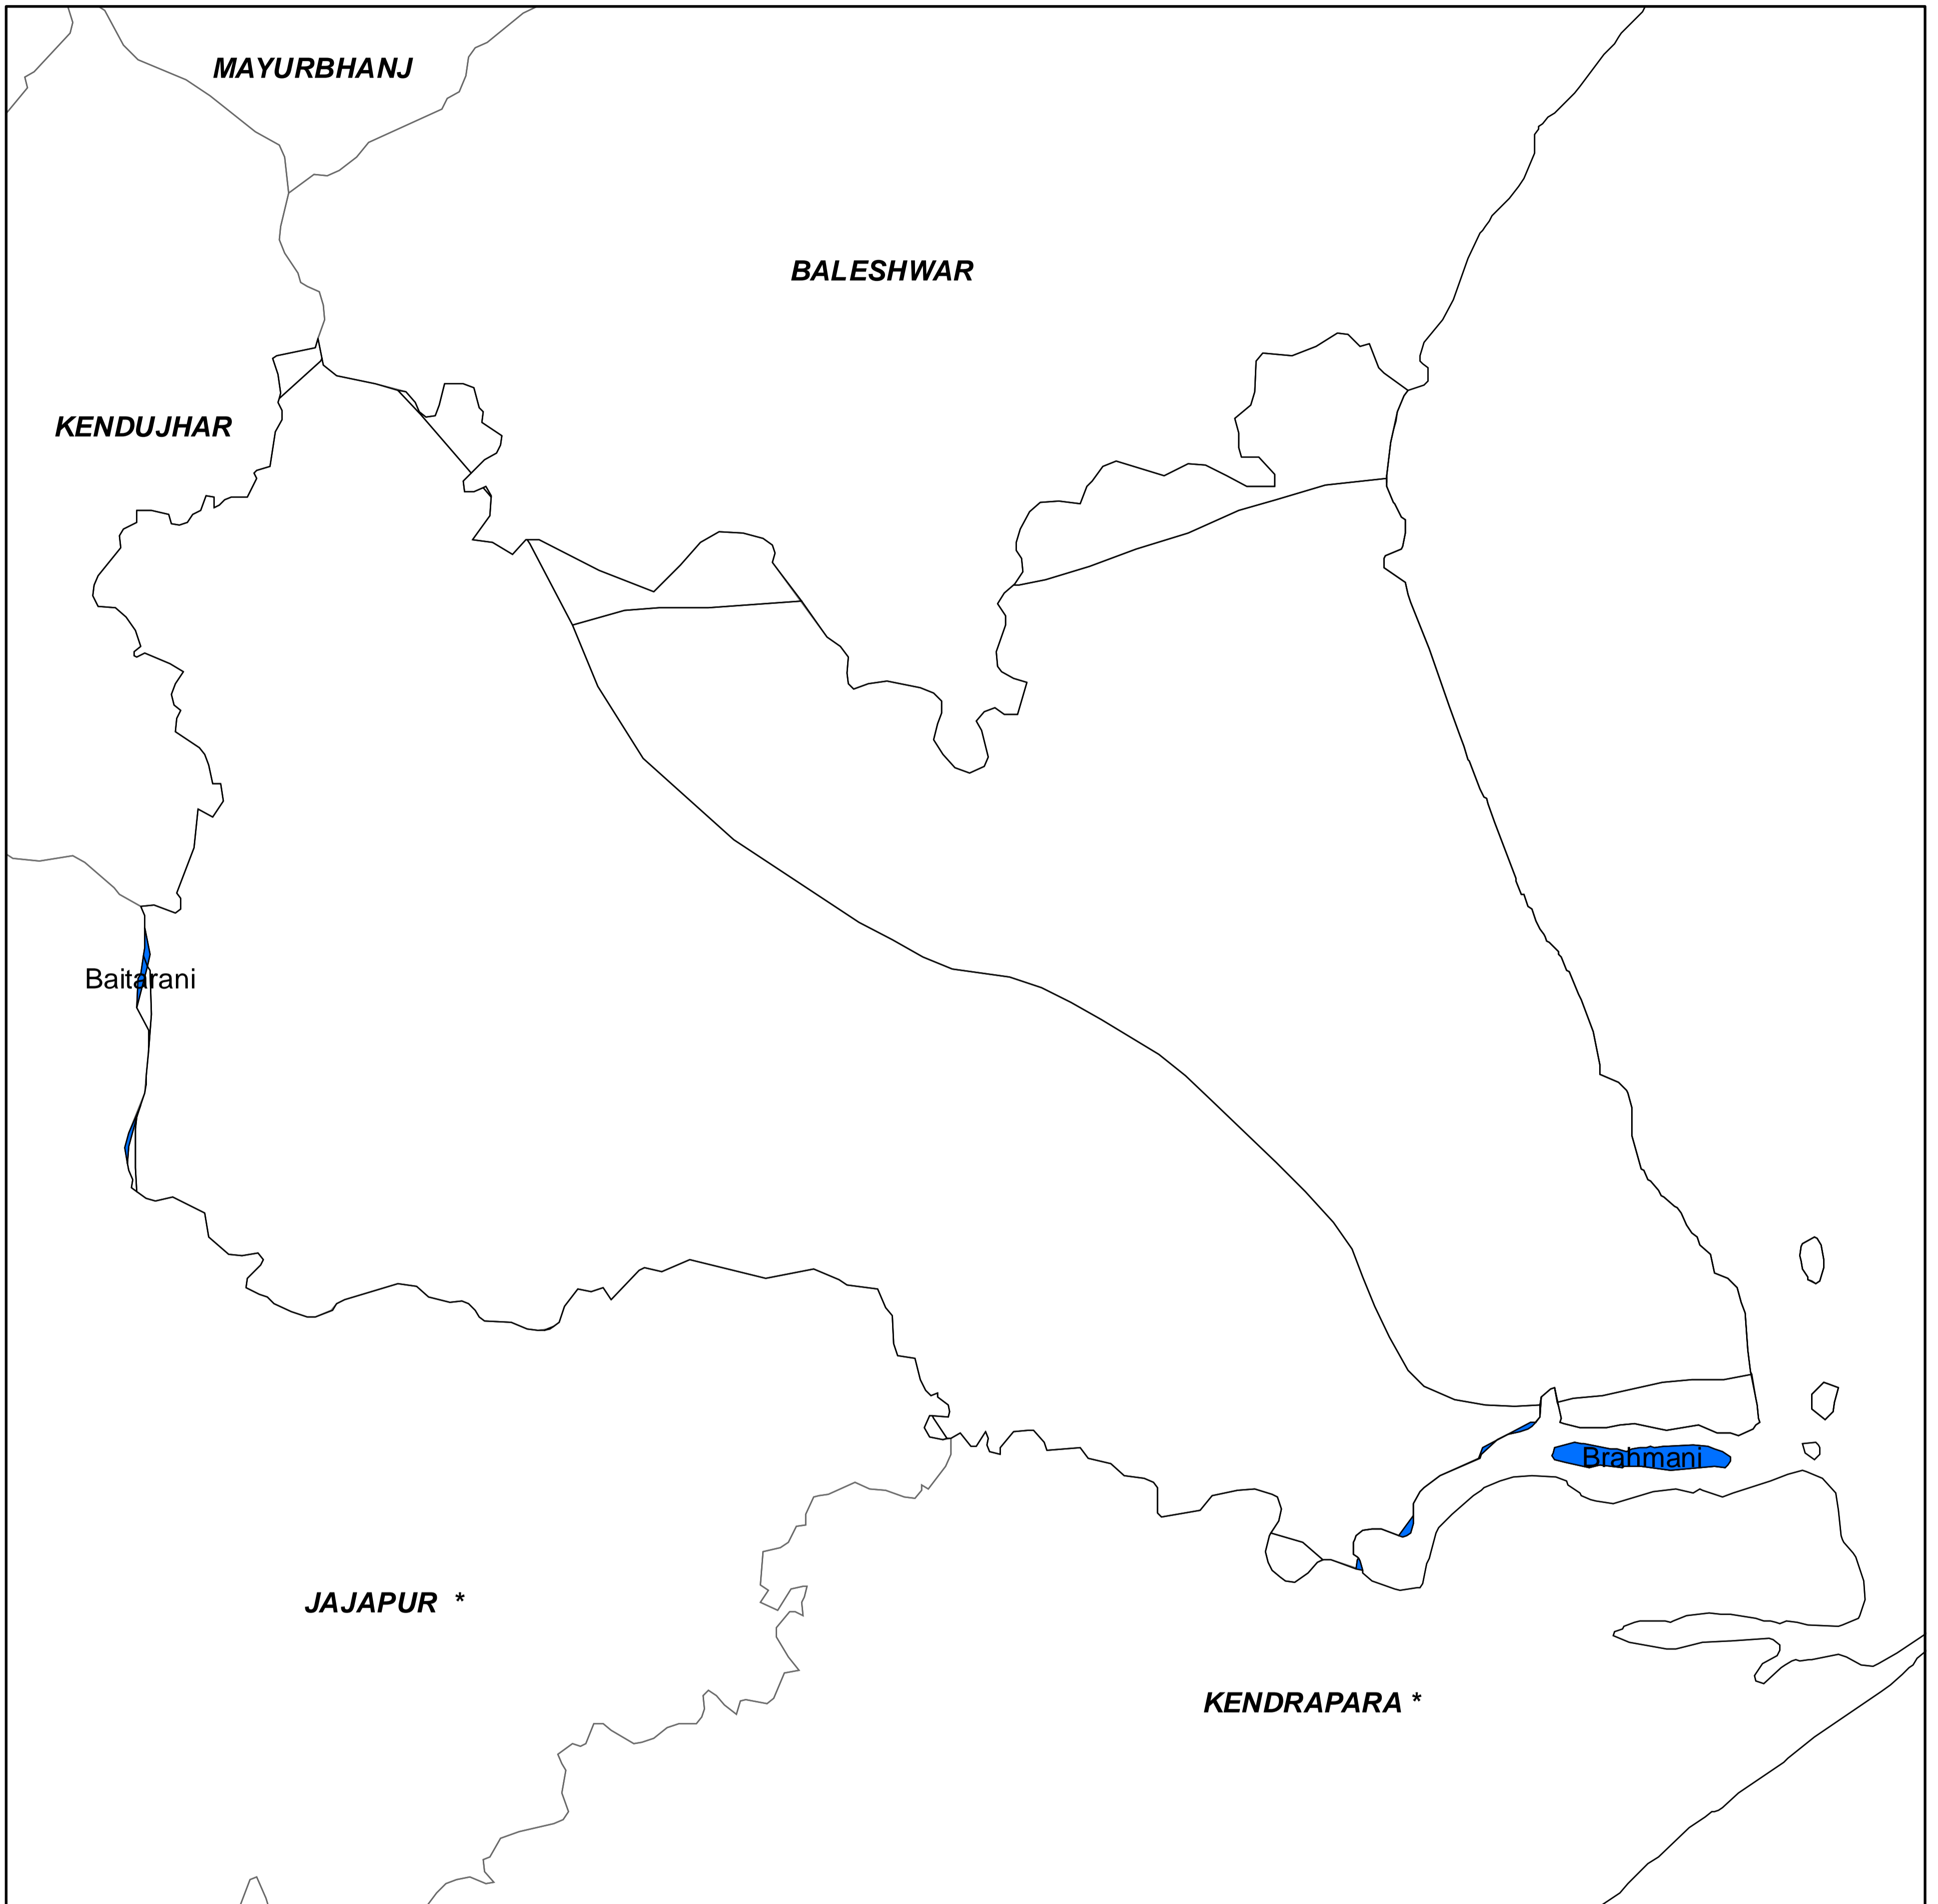 MAYURBHANJ
BALESHWAR
KENDUJHAR
Baitarani
Brahmani
JAJAPUR *
KENDRAPARA *